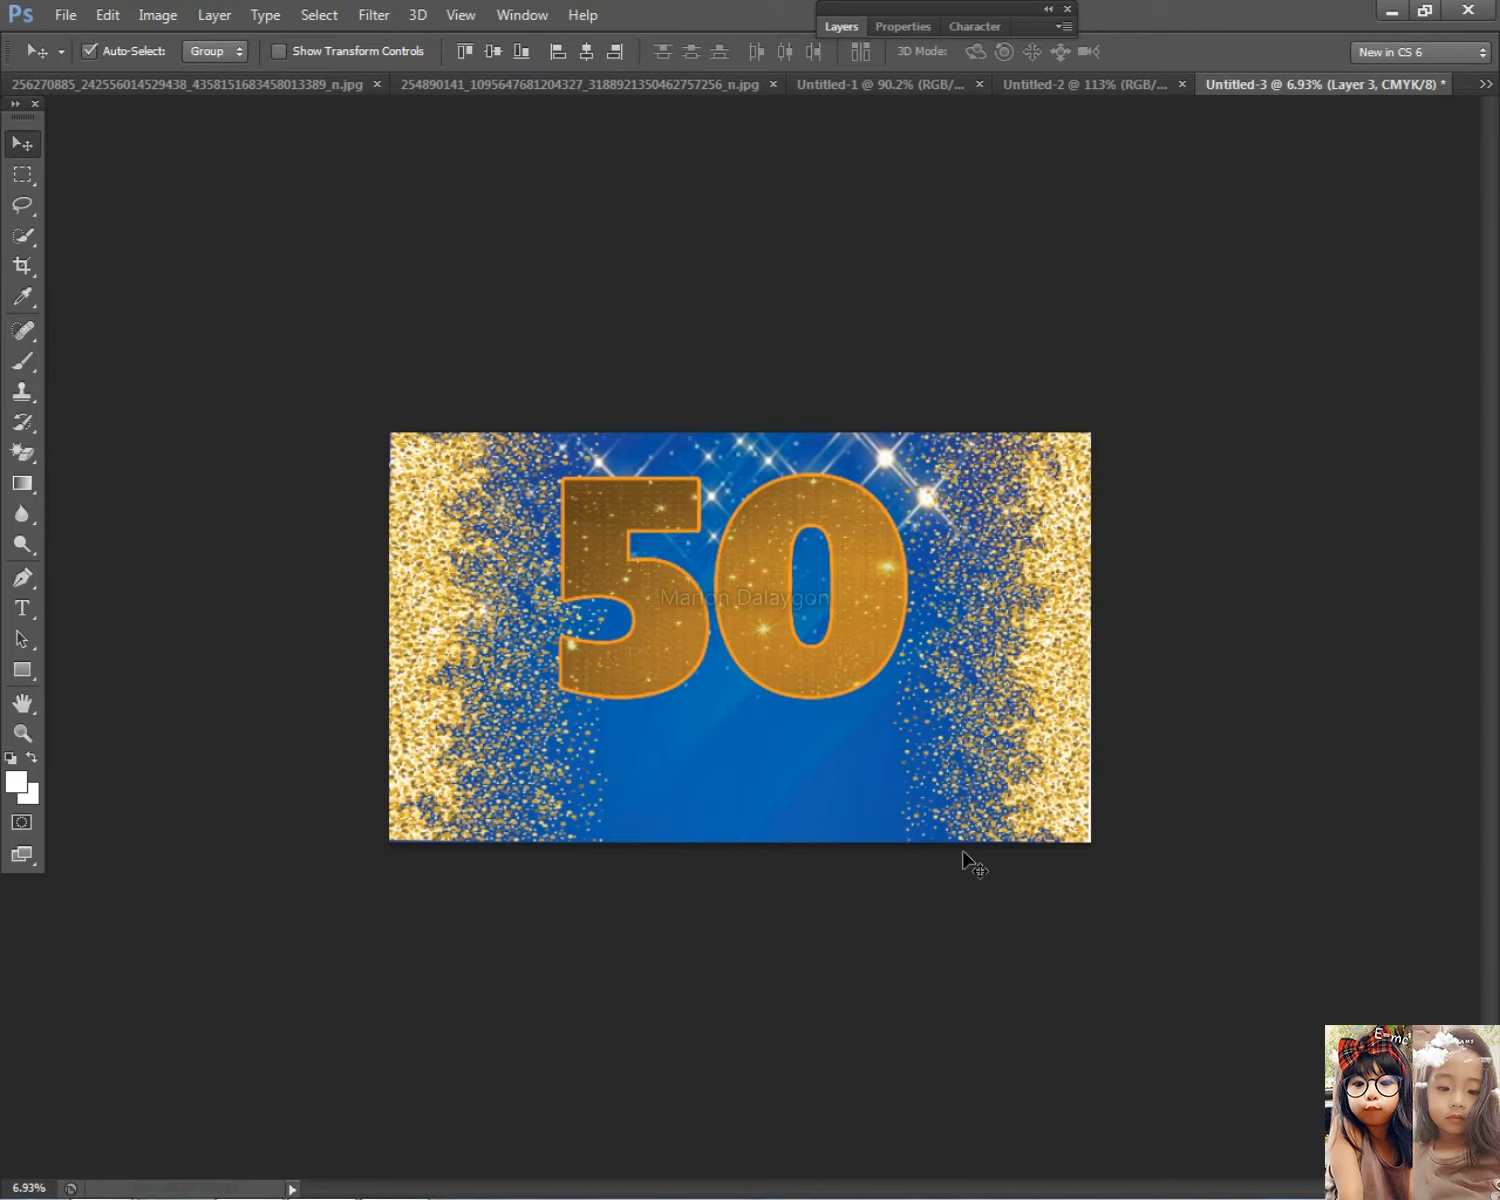 Ps File Edit Image Layer Type Select Filter 3D View Window Help
Layers Properties Character
Auto-Select: Group Show Transform Controls 3D Mode: New in CS 6
256270885_242556014529438_4358151683458013389_n.jpg × 254890141_1095647681204327_3188921350462757256_n.jpg × Untitled-1 @ 90.2% (RGB/... × Untitled-2 @ 113% (RGB/... × Untitled-3 @ 6.93% (Layer 3, CMYK/8) *
50
Marlon Dalaygon
E=mc²
6.93%